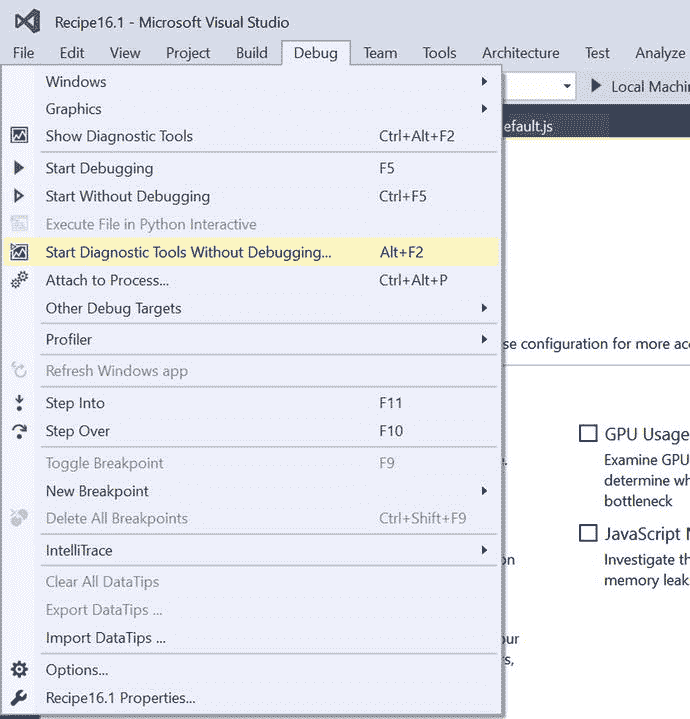 Recipe16.1 - Microsoft Visual Studio
File Edit View Project Build Debug Team Tools Architecture Test Analyze
Local Machin
efault.js
Windows
Graphics
Show Diagnostic Tools Ctrl+Alt+F2
Start Debugging F5
Start Without Debugging Ctrl+F5
Execute File in Python Interactive
Start Diagnostic Tools Without Debugging... Alt+F2
Attach to Process... Ctrl+Alt+P
Other Debug Targets
Profiler
Refresh Windows app
Step Into F11
Step Over F10
Toggle Breakpoint F9
New Breakpoint
Delete All Breakpoints Ctrl+Shift+F9
IntelliTrace
Clear All DataTips
Export DataTips ...
Import DataTips ...
Options...
Recipe16.1 Properties...
se configuration for more acc
e.
on
our
rs,
GPU Usage
Examine GPU
determine wh
bottleneck
JavaScript M
Investigate th
memory leak